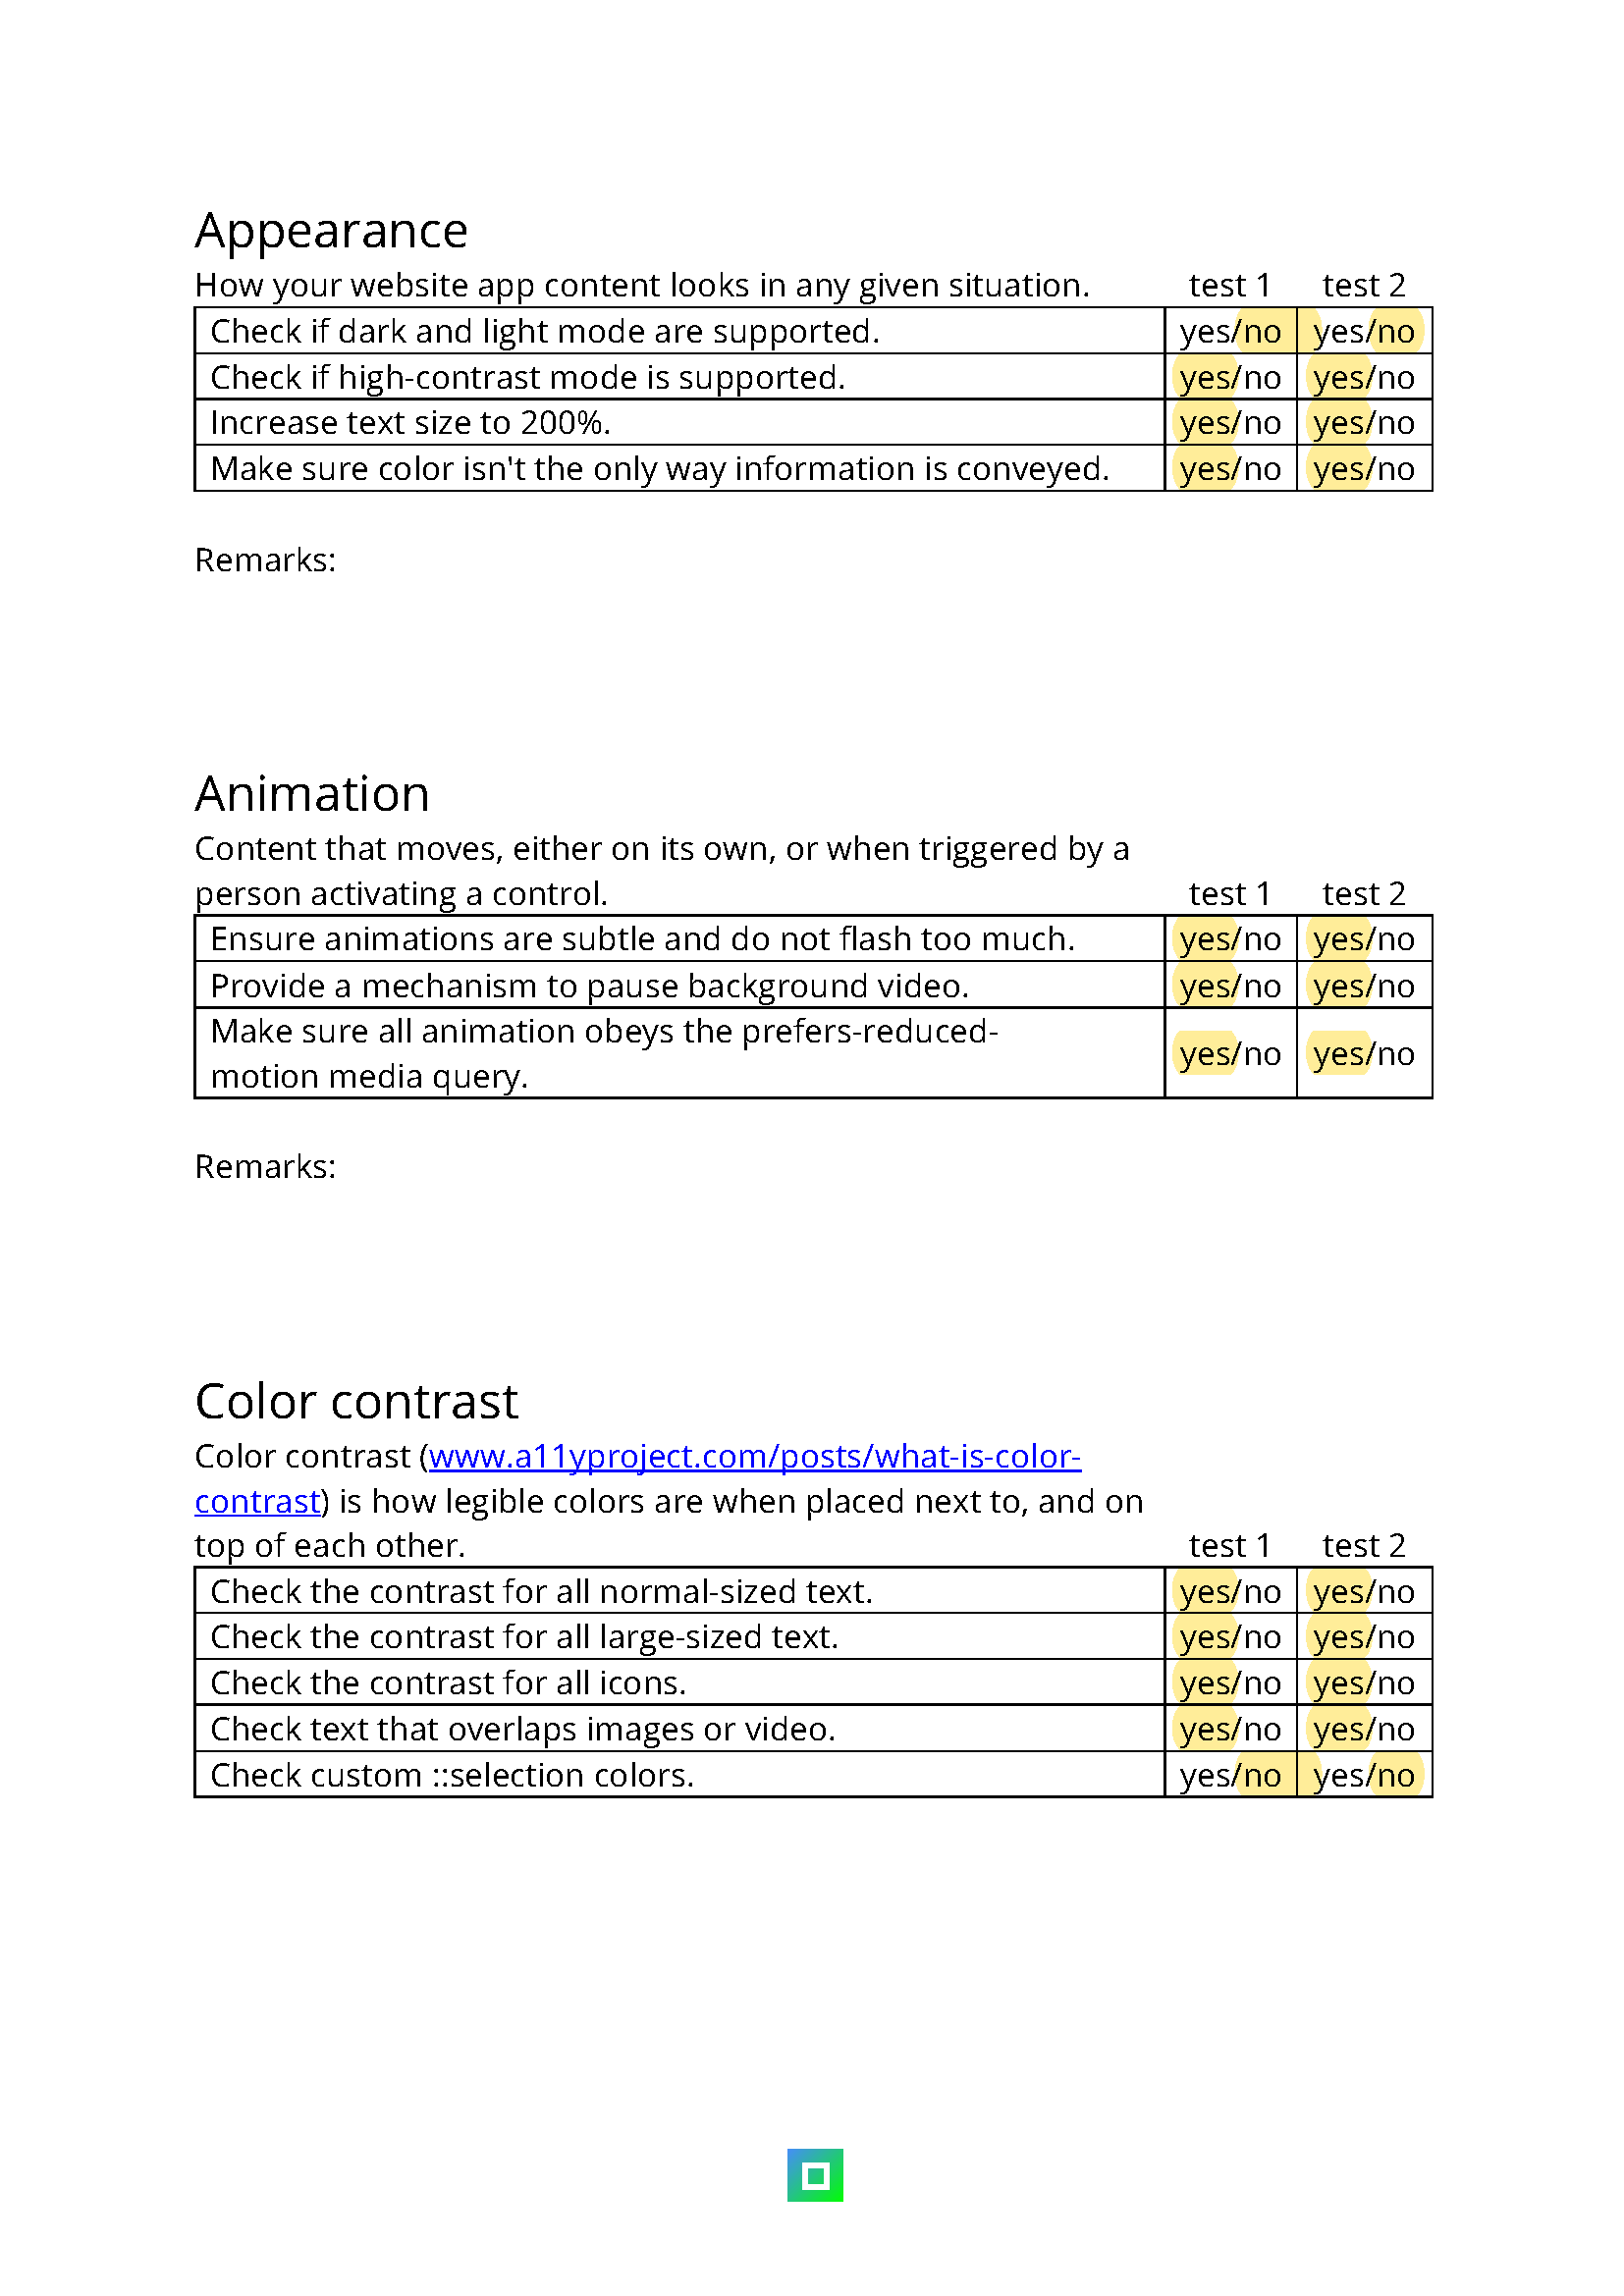 Appearance
How your website app content looks in any given situation. test 1 test 2
Check if dark and light mode are supported. yes/no yes/no
Check if high-contrast mode is supported. yes/no yes/no
Increase text size to 200%. yes/no yes/no
Make sure color isn't the only way information is conveyed. yes/no yes/no
Remarks:
Animation
Content that moves, either on its own, or when triggered by a
person activating a control. test 1 test 2
Ensure animations are subtle and do not flash too much. yes/no yes/no
Provide a mechanism to pause background video. yes/no yes/no
Make sure all animation obeys the prefers-reduced-
motion media query. yes/no yes/no
Remarks:
Color contrast
Color contrast (www.a11yproject.com/posts/what-is-color-
contrast) is how legible colors are when placed next to, and on
top of each other. test 1 test 2
Check the contrast for all normal-sized text. yes/no yes/no
Check the contrast for all large-sized text. yes/no yes/no
Check the contrast for all icons. yes/no yes/no
Check text that overlaps images or video. yes/no yes/no
Check custom ::selection colors. yes/no yes/no